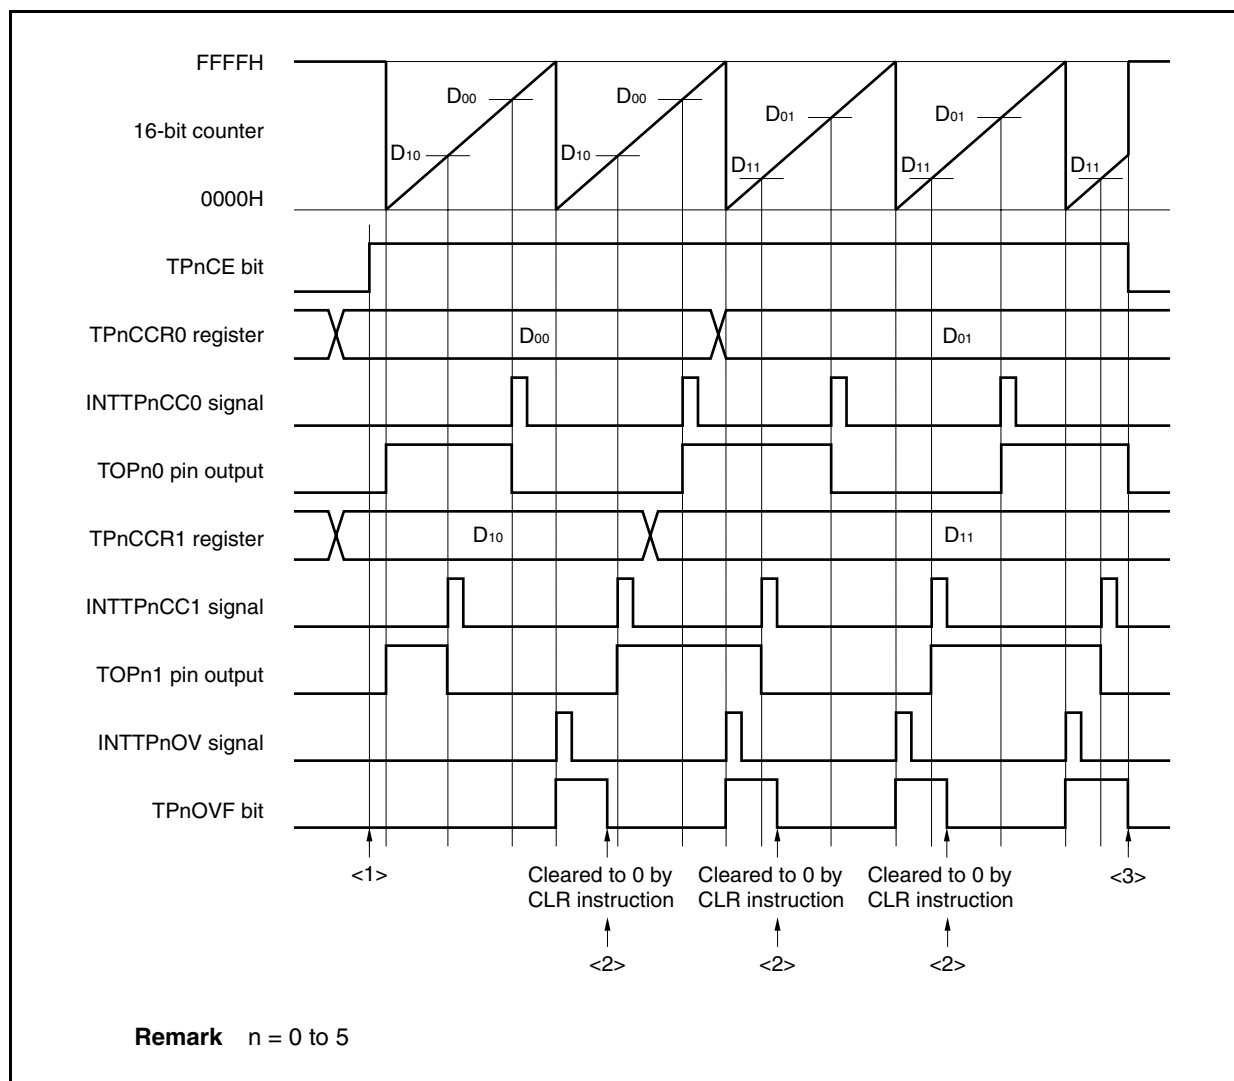 FFFFH
D00
D00
D01
D01
16-bit counter
D10
D10
D11
D11
D11
0000H
TPnCE bit
TPnCCR0 register
D00
D01
INTTPnCC0 signal
TOPn0 pin output
TPnCCR1 register
D10
D11
INTTPnCC1 signal
TOPn1 pin output
INTTPnOV signal
TPnOVF bit
<1>
Cleared to 0 by
CLR instruction
Cleared to 0 by
CLR instruction
Cleared to 0 by
CLR instruction
<3>
<2>
<2>
<2>
Remark n = 0 to 5